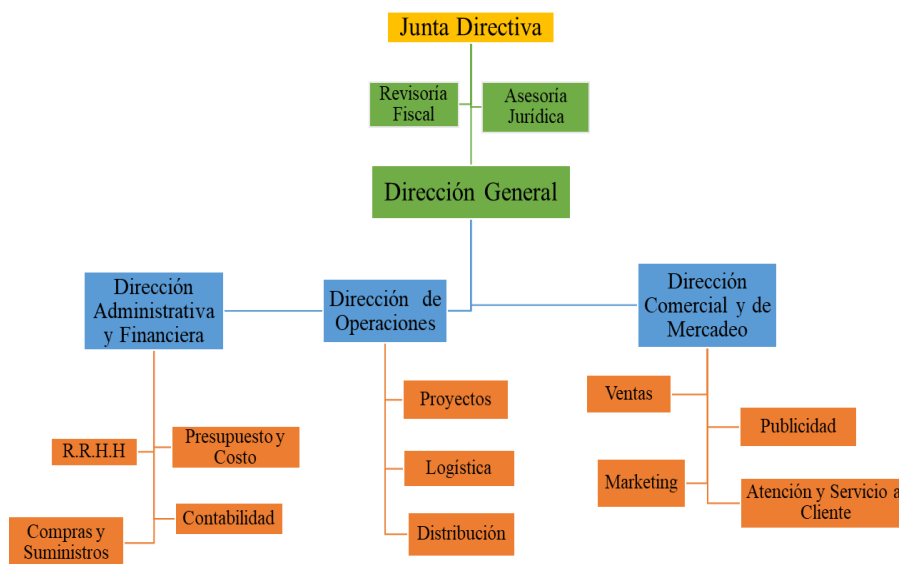 Junta Directiva
Revisoría
Fiscal
Asesoría
Jurídica
Dirección General
Dirección
Administrativa
y Financiera
Dirección de
Operaciones
Dirección
Comercial y de
Mercadeo
R.R.H.H
Presupuesto y
Costo
Compras y
Suministros
Contabilidad
Proyectos
Logística
Distribución
Ventas
Publicidad
Marketing
Atención y Servicio a
Cliente